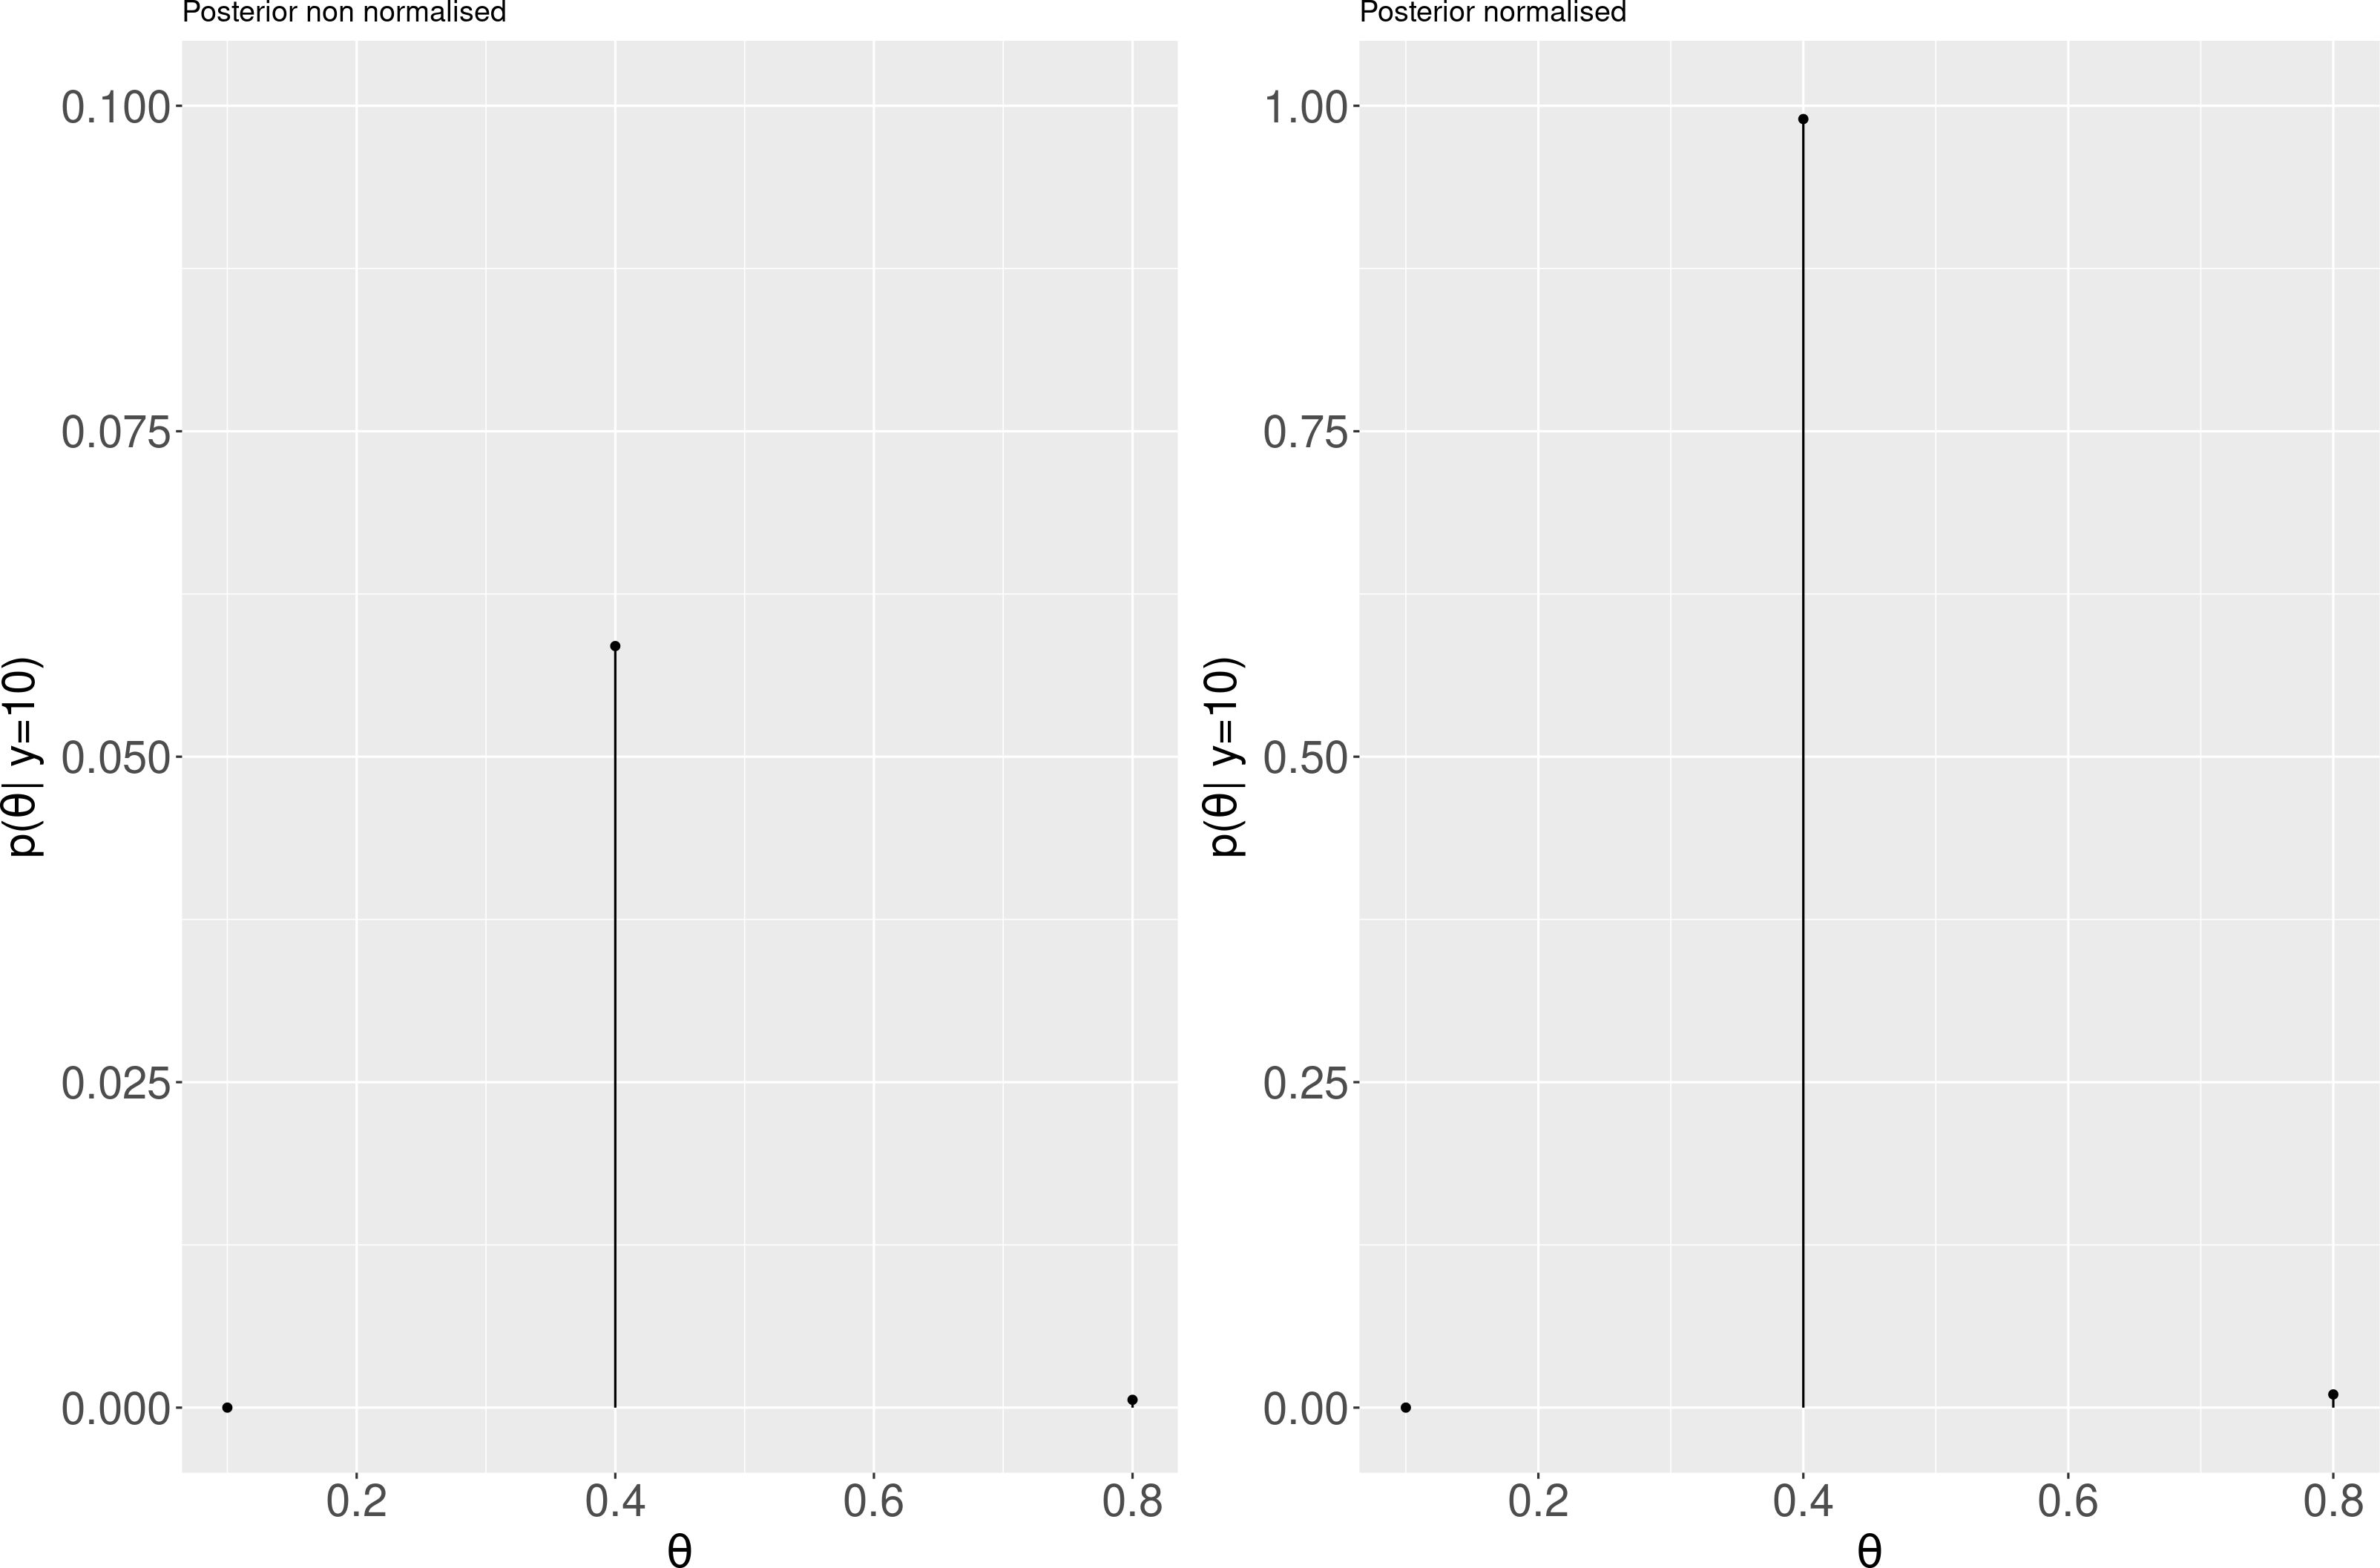 Posterior non normalised
0.100
0.075
0.050
0.025
0.000
p(θ| y=10)
0.2 0.4 0.6 0.8
θ
Posterior normalised
1.00
0.75
0.50
0.25
0.00
p(θ| y=10)
0.2 0.4 0.6 0.8
θ